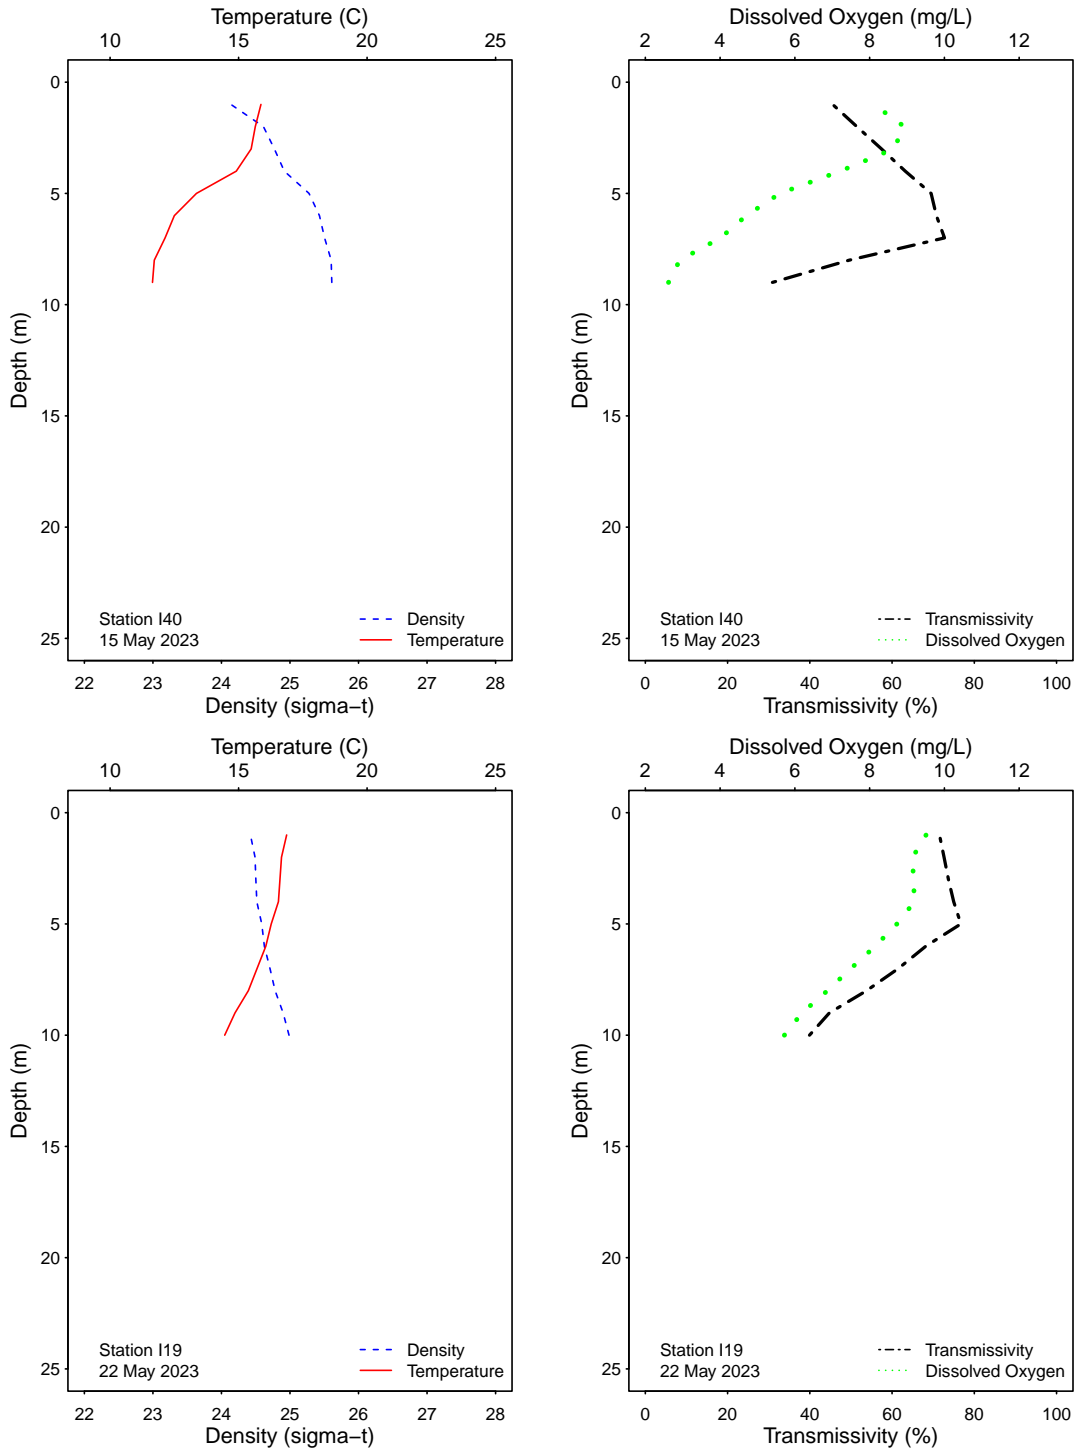 Temperature (C)
10 15 20 25
0
5
10
15
20
25
Depth (m)
Station I40
15 May 2023
Density
Temperature
22 23 24 25 26 27 28
Density (sigma−t)
Dissolved Oxygen (mg/L)
2 4 6 8 10 12
0
5
10
15
20
25
Depth (m)
Station I40
15 May 2023
Transmissivity
Dissolved Oxygen
0 20 40 60 80 100
Transmissivity (%)
Temperature (C)
10 15 20 25
0
5
10
15
20
25
Depth (m)
Station I19
22 May 2023
Density
Temperature
22 23 24 25 26 27 28
Density (sigma−t)
Dissolved Oxygen (mg/L)
2 4 6 8 10 12
0
5
10
15
20
25
Depth (m)
Station I19
22 May 2023
Transmissivity
Dissolved Oxygen
0 20 40 60 80 100
Transmissivity (%)